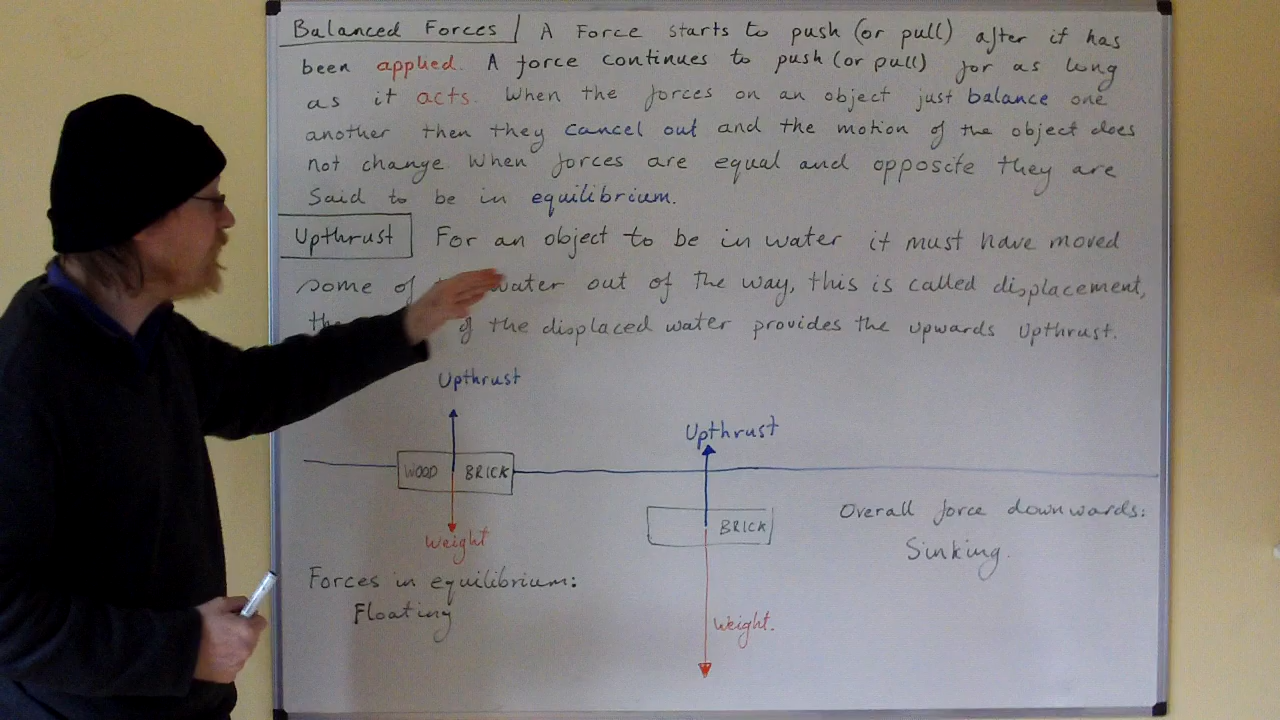 Balanced Forces A Force starts to push (or pull) after it has
been applied. A force continues to push (or pull) for as long
as it acts. When the forces on an object just balance one
another then they cancel out and the motion of the object does
not change. When forces are equal and opposite they are
Said to be in equilibrium.
Upthrust For an object to be in water it must have moved
some of water out of the way, this is called displacement,
the of the displaced water provides the upwards Upthrust.
Upthrust
Upthrust
WOOD BRICK
BRICK
Overall force downwards:
Sinking.
Weight
Forces in equilibrium:
Floating
Weight.